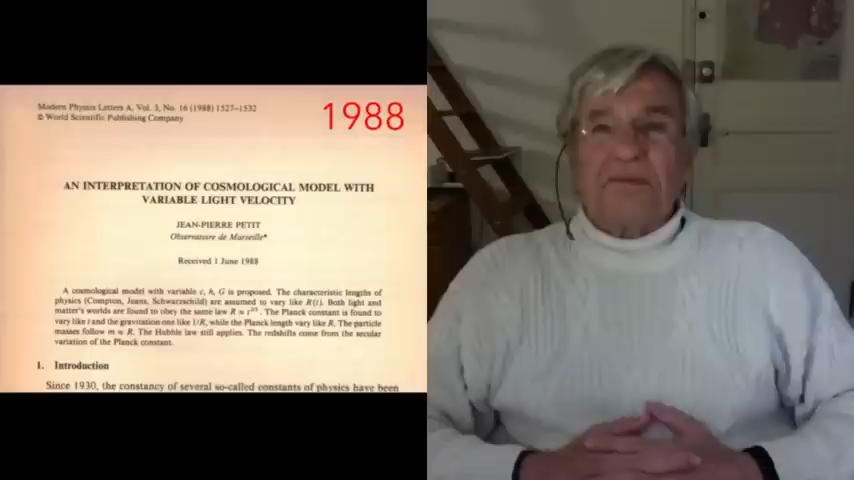 Modern Physics Letters A, Vol. 3, No. 16 (1988) 1527–1532
© World Scientific Publishing Company
1988
AN INTERPRETATION OF COSMOLOGICAL MODEL WITH
VARIABLE LIGHT VELOCITY
JEAN-PIERRE PETIT
Observatoire de Marseille*
Received 1 June 1988
A cosmological model with variable c, h, G is proposed. The characteristic lengths of
physics (Compton, Jeans, Schwarzschild) are assumed to vary like R(t). Both light and
matter's worlds are found to obey the same law R ≈ t²ᐟ³. The Planck constant is found to
vary like t and the gravitation one like 1/R, while the Planck length vary like R. The particle
masses follow m ≈ R. The Hubble law still applies. The redshifts come from the secular
variation of the Planck constant.
1. Introduction
Since 1930, the constancy of several so-called constants of physics have been